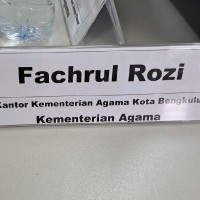 Fachrul Rozi
Kantor Kementerian Agama Kota Bengkulu
Kementerian Agama